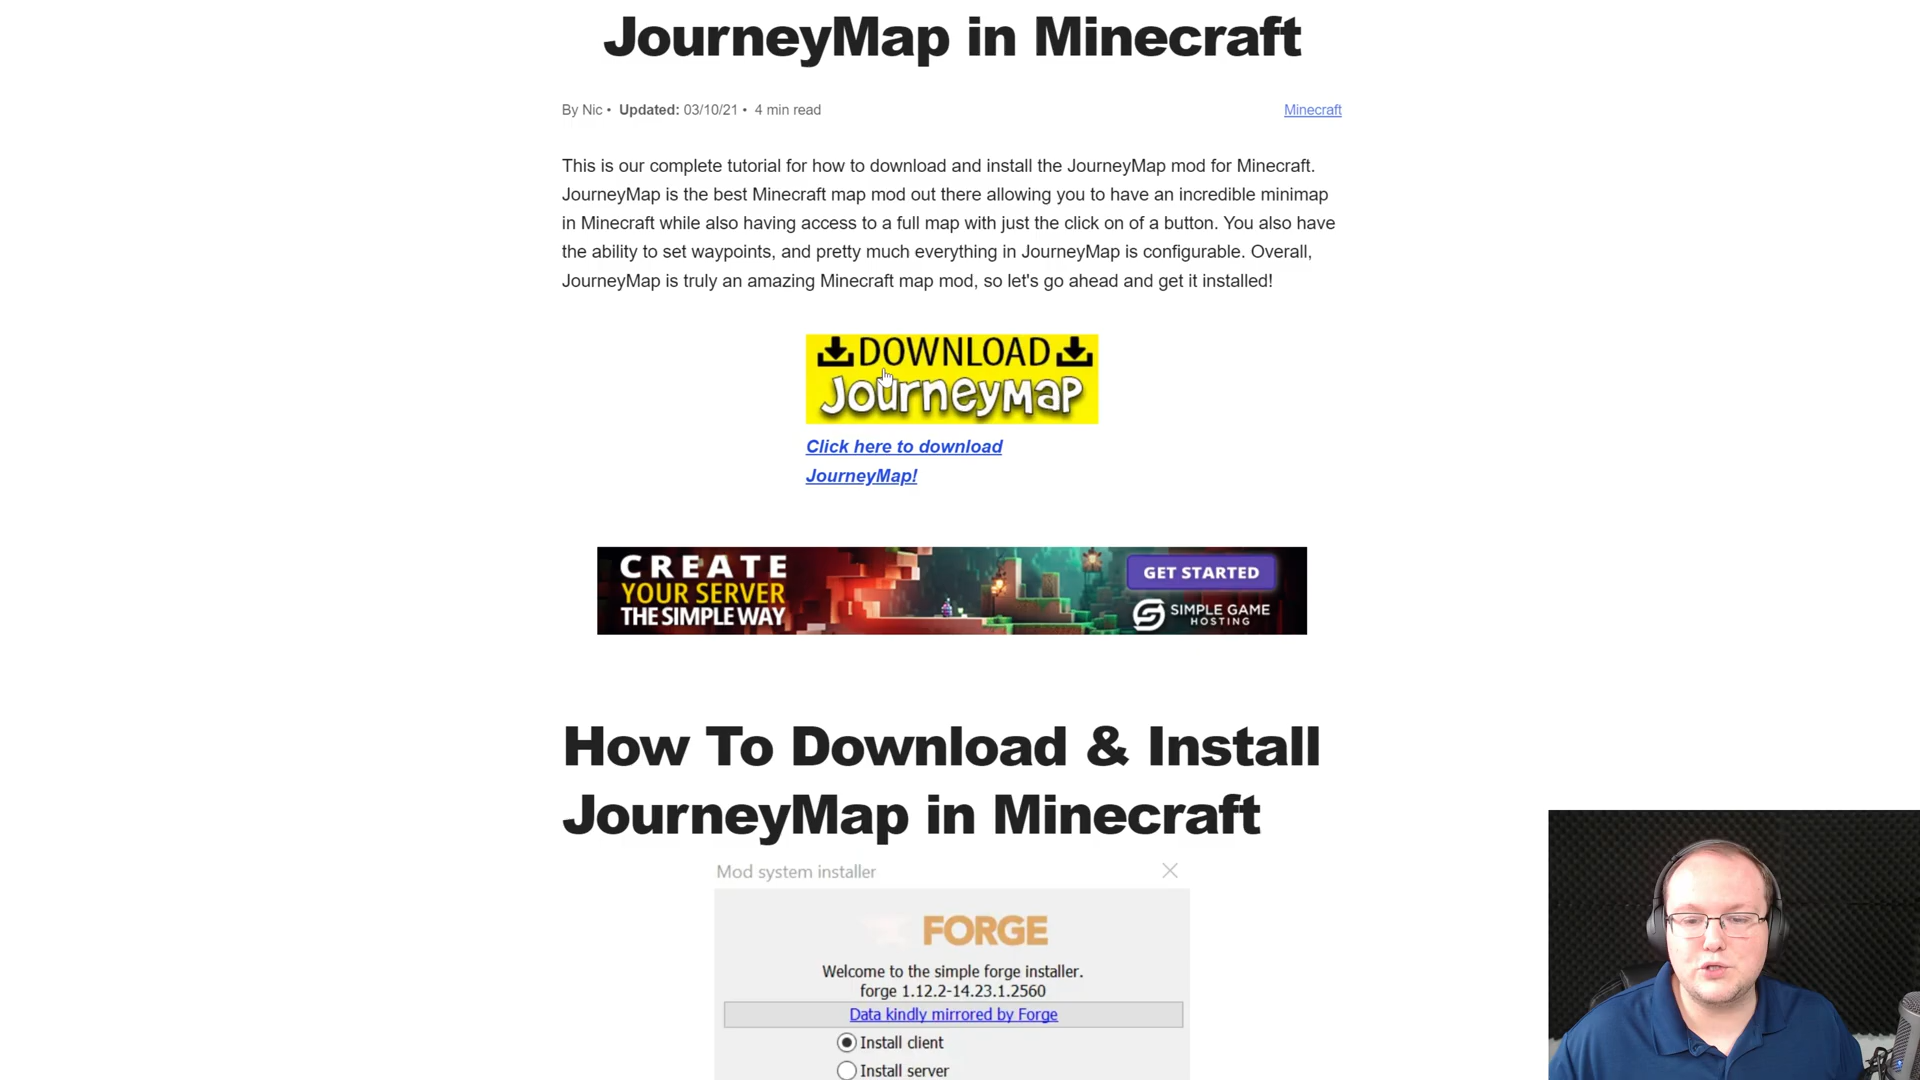 JourneyMap in Minecraft
By Nic • Updated: 03/10/21 • 4 min read
Minecraft
This is our complete tutorial for how to download and install the JourneyMap mod for Minecraft.
JourneyMap is the best Minecraft map mod out there allowing you to have an incredible minimap
in Minecraft while also having access to a full map with just the click on of a button. You also have
the ability to set waypoints, and pretty much everything in JourneyMap is configurable. Overall,
JourneyMap is truly an amazing Minecraft map mod, so let's go ahead and get it installed!
DOWNLOAD
JOURNEYMAP
Click here to download
JourneyMap!
CREATE
YOUR SERVER
THE SIMPLE WAY
GET STARTED
SIMPLE GAME
HOSTING
How To Download & Install
JourneyMap in Minecraft
Mod system installer
FORGE
Welcome to the simple forge installer.
forge 1.12.2-14.23.1.2560
Data kindly mirrored by Forge
Install client
Install server